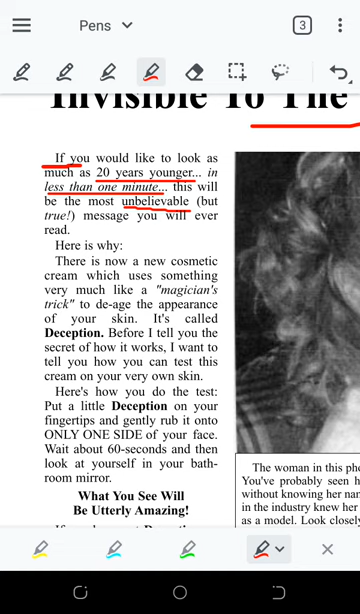 Pens
3
Invisible To The
If you would like to look as
much as 20 years younger... in
less than one minute... this will
be the most unbelievable (but
true!) message you will ever
read.
Here is why:
There is now a new cosmetic
cream which uses something
very much like a "magician's
trick" to de-age the appearance
of your skin. It's called
Deception. Before I tell you the
secret of how it works, I want to
tell you how you can test this
cream on your very own skin.
Here's how you do the test:
Put a little Deception on your
fingertips and gently rub it onto
ONLY ONE SIDE of your face.
Wait about 60-seconds and then
look at yourself in your bath-
room mirror.
What You See Will
Be Utterly Amazing!
The woman in this pho
You've probably seen h
without knowing her nan
in the industry knew her
as a model. Look closely